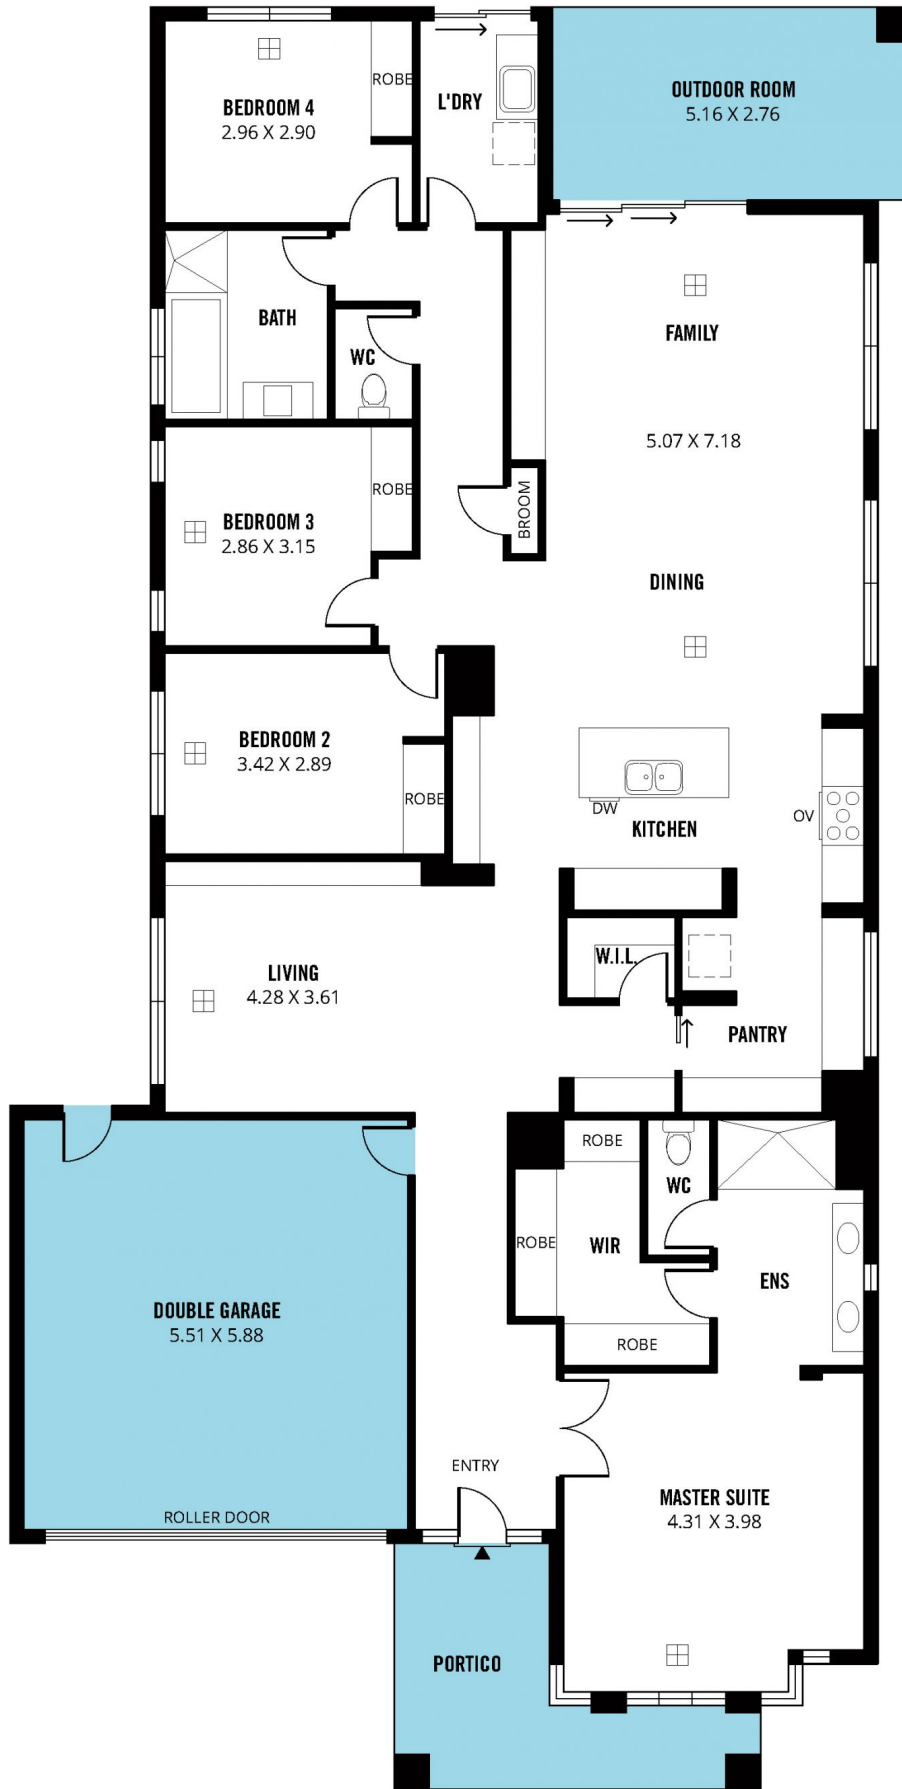 BEDROOM 4
2.96 X 2.90
ROBE
L'DRY
OUTDOOR ROOM
5.16 X 2.76
BATH
WC
FAMILY
5.07 X 7.18
BEDROOM 3
2.86 X 3.15
ROBE
BROOM
DINING
BEDROOM 2
3.42 X 2.89
ROBE
DW
KITCHEN
OV
LIVING
4.28 X 3.61
W.I.L.
PANTRY
ROBE
WC
ROBE
WIR
ENS
ROBE
DOUBLE GARAGE
5.51 X 5.88
ROLLER DOOR
ENTRY
MASTER SUITE
4.31 X 3.98
PORTICO